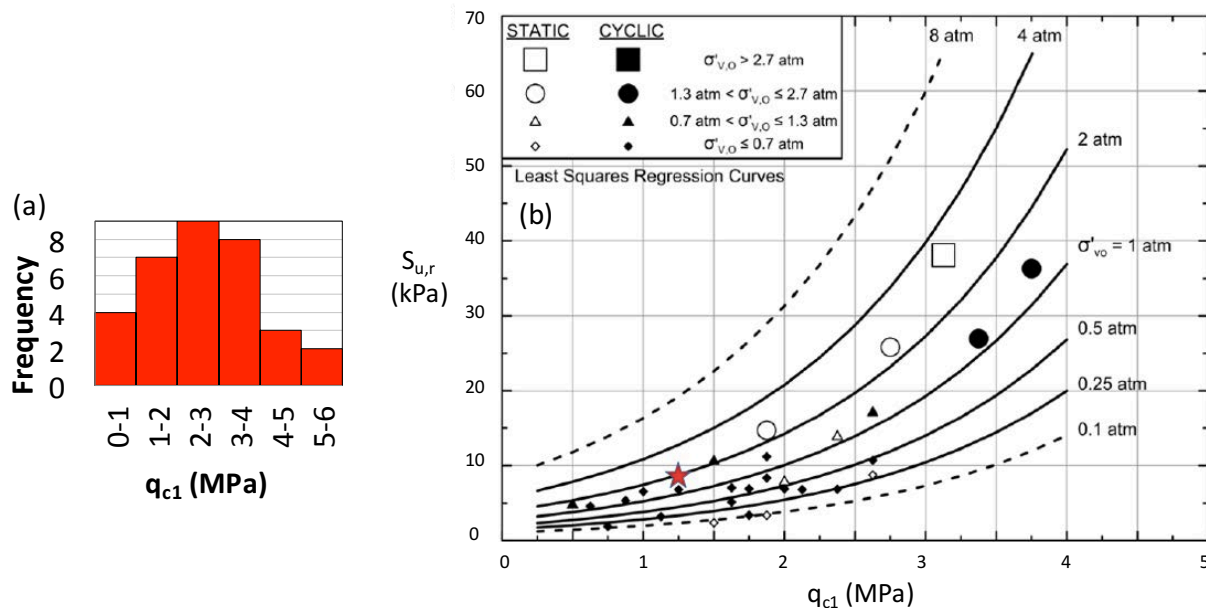 (a)
Frequency
8
6
4
2
0
0-1
1-2
2-3
3-4
4-5
5-6
qc1 (MPa)
(b)
STATIC CYCLIC
σ'V,O > 2.7 atm
1.3 atm < σ'V,O ≤ 2.7 atm
0.7 atm < σ'V,O ≤ 1.3 atm
σ'V,O ≤ 0.7 atm
Least Squares Regression Curves
8 atm
4 atm
2 atm
σ'vo = 1 atm
0.5 atm
0.25 atm
0.1 atm
Su,r
(kPa)
70
60
50
40
30
20
10
0
0 1 2 3 4 5
qc1 (MPa)